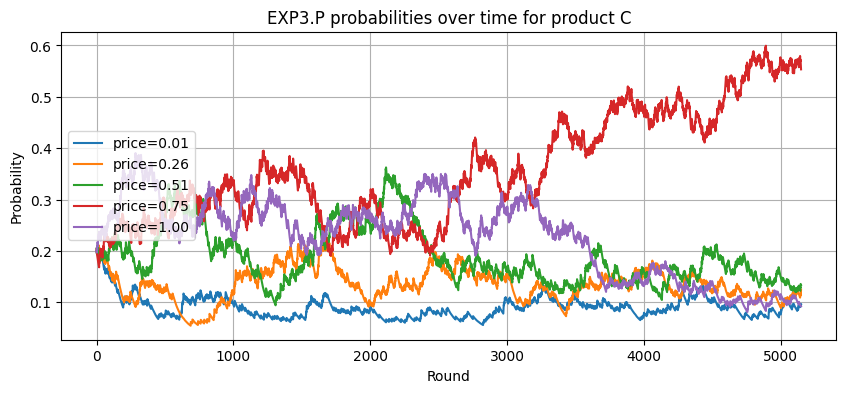 EXP3.P probabilities over time for product C
0.6
0.5
0.4
0.3
0.2
0.1
Probability
price=0.01
price=0.26
price=0.51
price=0.75
price=1.00
0 1000 2000 3000 4000 5000
Round